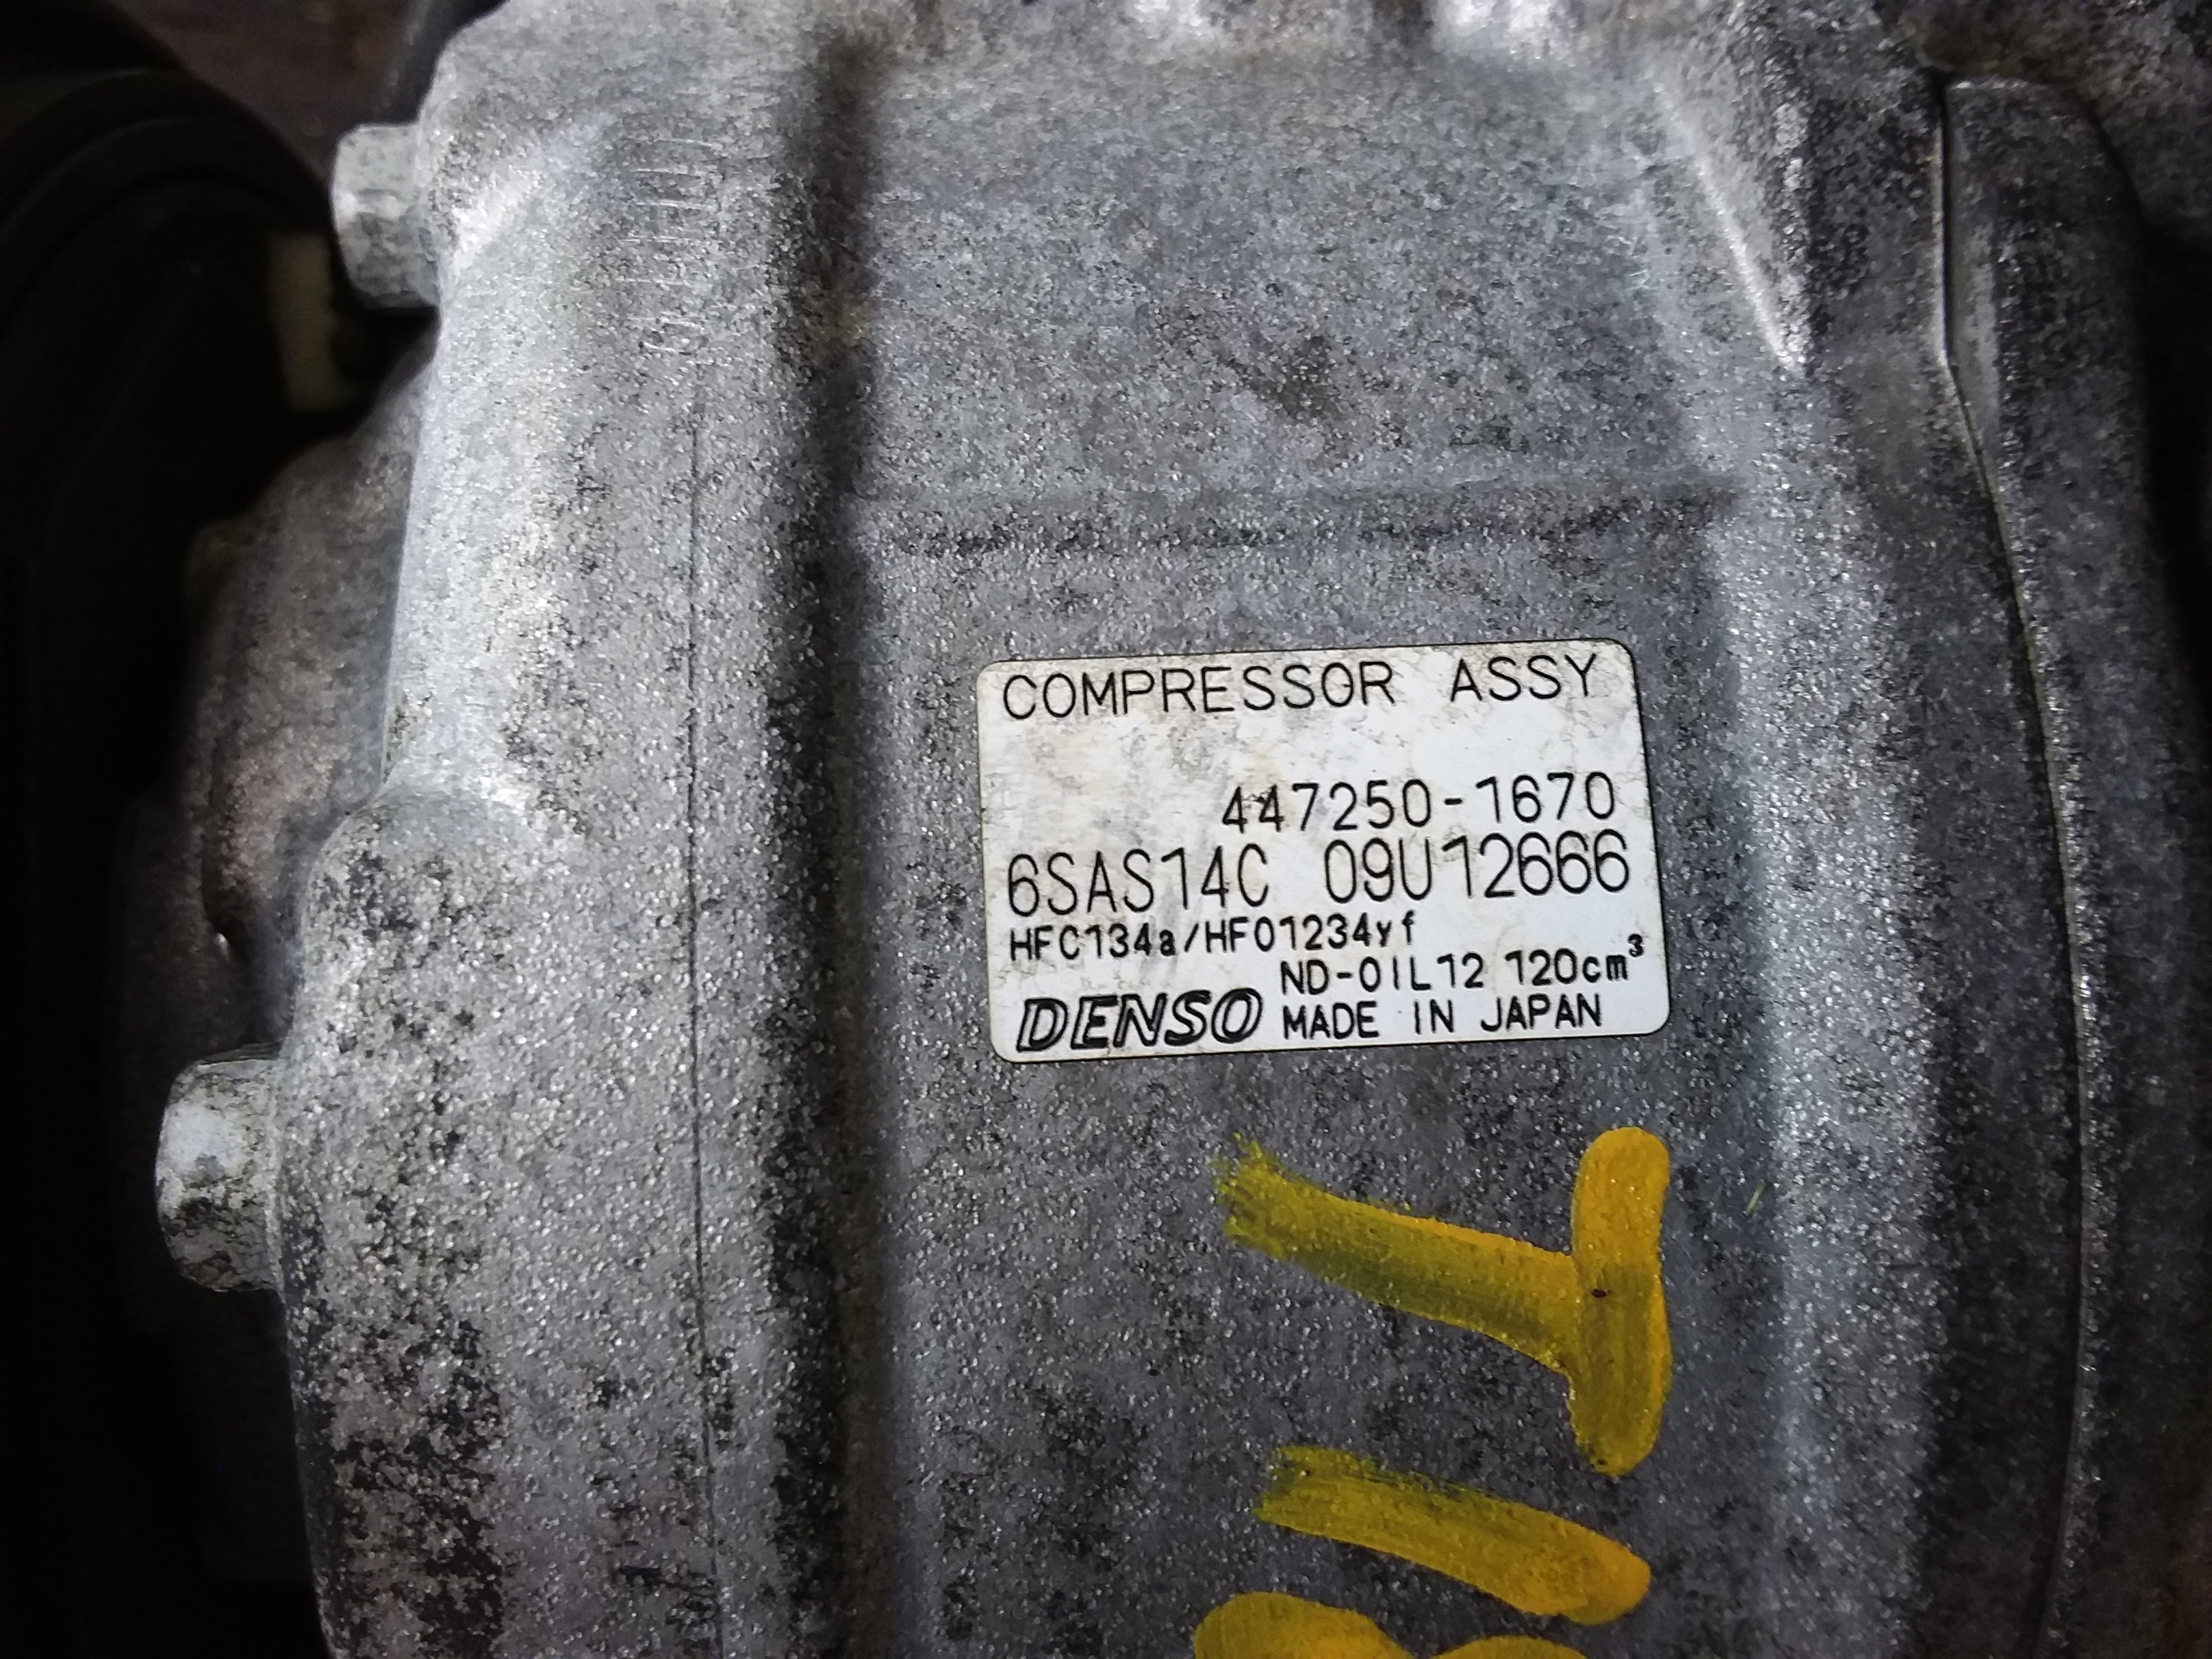 COMPRESSOR ASSY
447250-1670
6SAS14C 09U12666
HFC134a/HFO1234yf
ND-OIL12 120cm³
DENSO MADE IN JAPAN